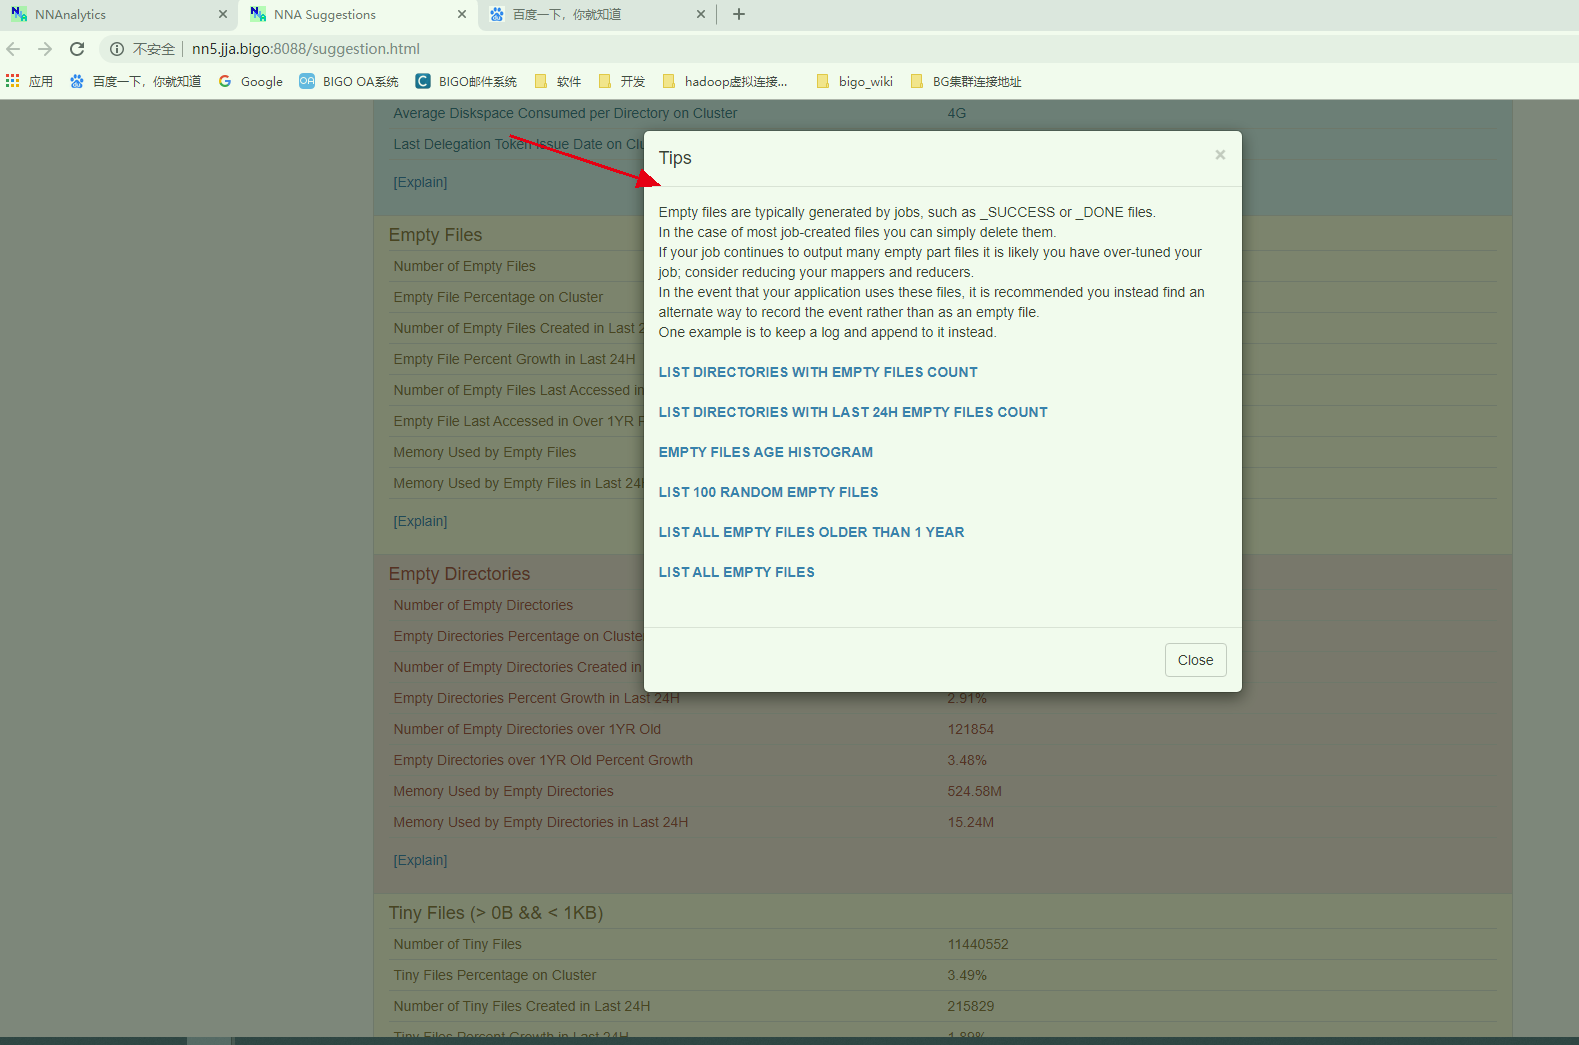 NNAnalytics
NNA Suggestions
百度一下，你就知道
不安全 nn5.jja.bigo:8088/suggestion.html
应用 百度一下，你就知道 Google BIGO OA系统 BIGO邮件系统 软件 开发 hadoop虚拟连接... bigo_wiki BG集群连接地址
Average Diskspace Consumed per Directory on Cluster 4G
Last Delegation Token Issue Date on Clu
[Explain]
Tips ×
Empty files are typically generated by jobs, such as _SUCCESS or _DONE files.
In the case of most job-created files you can simply delete them.
If your job continues to output many empty part files it is likely you have over-tuned your
job; consider reducing your mappers and reducers.
In the event that your application uses these files, it is recommended you instead find an
alternate way to record the event rather than as an empty file.
One example is to keep a log and append to it instead.
LIST DIRECTORIES WITH EMPTY FILES COUNT
LIST DIRECTORIES WITH LAST 24H EMPTY FILES COUNT
EMPTY FILES AGE HISTOGRAM
LIST 100 RANDOM EMPTY FILES
LIST ALL EMPTY FILES OLDER THAN 1 YEAR
LIST ALL EMPTY FILES
Close
Empty Files
Number of Empty Files
Empty File Percentage on Cluster
Number of Empty Files Created in Last 2
Empty File Percent Growth in Last 24H
Number of Empty Files Last Accessed in
Empty File Last Accessed in Over 1YR
Memory Used by Empty Files
Memory Used by Empty Files in Last 24
[Explain]
Empty Directories
Number of Empty Directories
Empty Directories Percentage on Cluste
Number of Empty Directories Created in
Empty Directories Percent Growth in Last 24H 2.91%
Number of Empty Directories over 1YR Old 121854
Empty Directories over 1YR Old Percent Growth 3.48%
Memory Used by Empty Directories 524.58M
Memory Used by Empty Directories in Last 24H 15.24M
[Explain]
Tiny Files (> 0B && < 1KB)
Number of Tiny Files 11440552
Tiny Files Percentage on Cluster 3.49%
Number of Tiny Files Created in Last 24H 215829
Tiny Files Percent Growth in Last 24H 1.89%